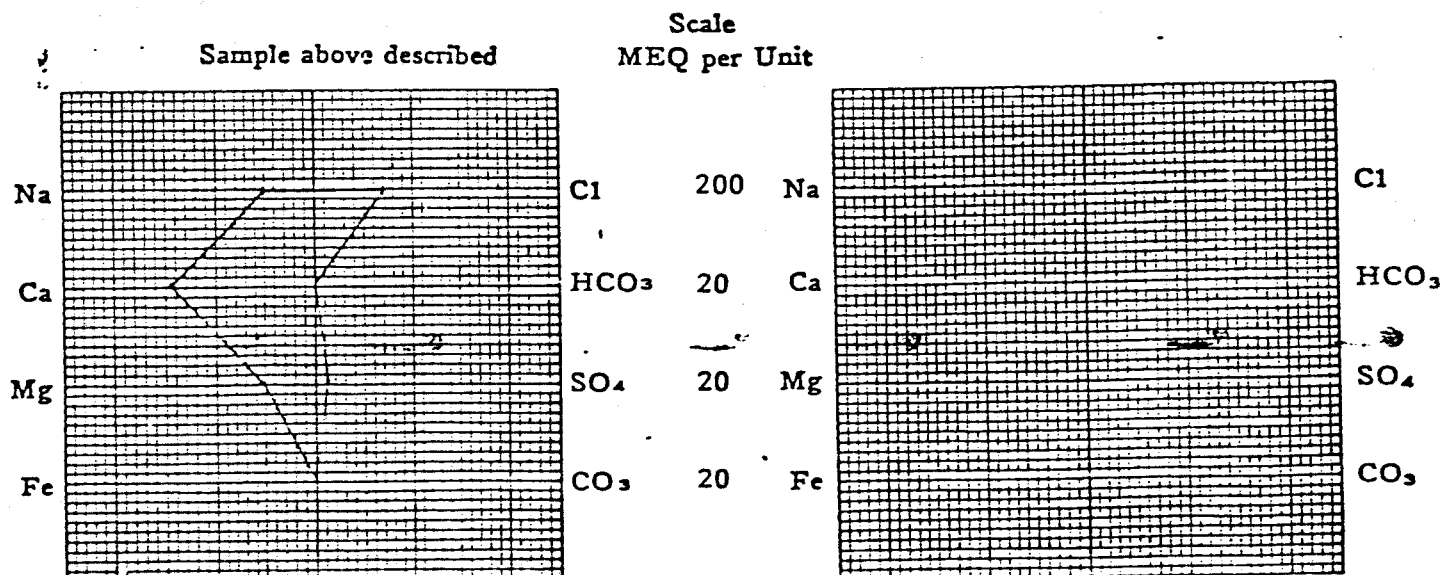 Scale
Sample above described MEQ per Unit
Na Cl 200 Na Cl
Ca HCO₃ 20 Ca HCO₃
Mg SO₄ 20 Mg SO₄
Fe CO₃ 20 Fe CO₃